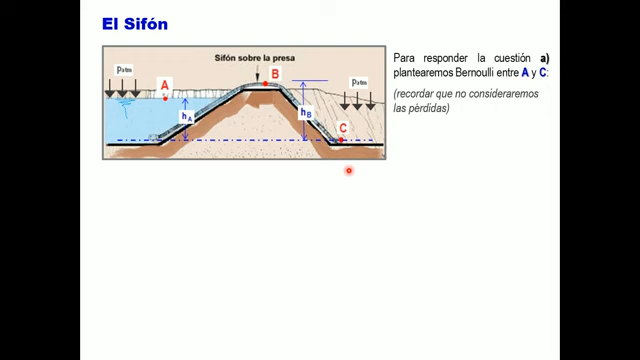 El Sifón
Sifón sobre la presa
Patm
A
B
hA
hB
C
Patm
Para responder la cuestión a)
plantearemos Bernoulli entre A y C:
(recordar que no consideraremos
las pérdidas)